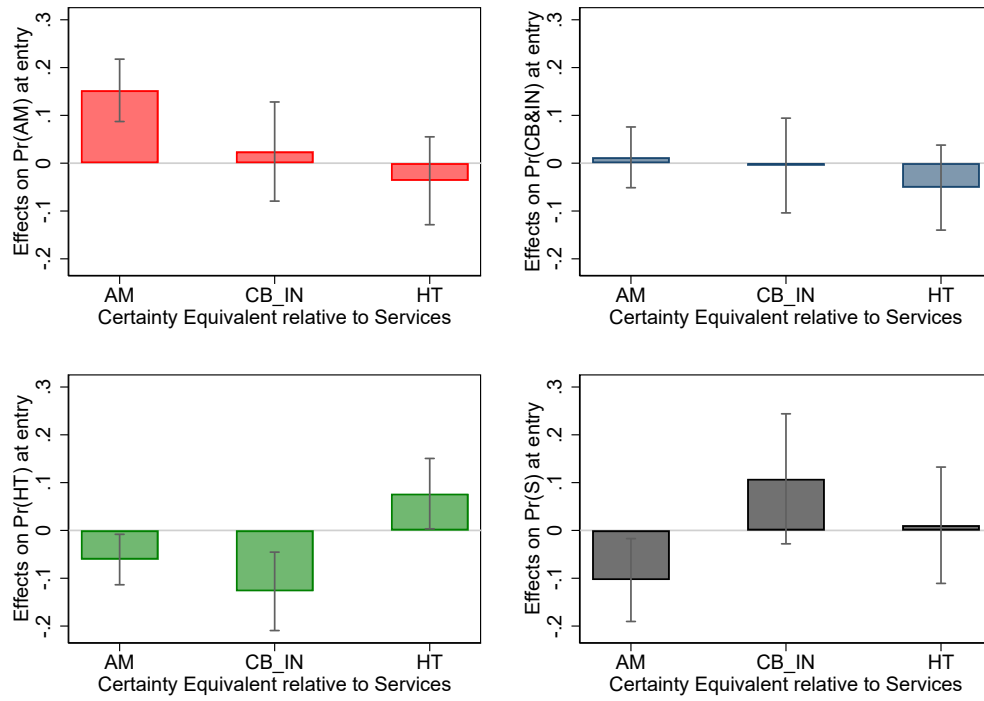 Effects on Pr(AM) at entry
.3
.2
.1
0
-.1
-.2
AM CB_IN HT
Certainty Equivalent relative to Services
Effects on Pr(CB&IN) at entry
.3
.2
.1
0
-.1
-.2
AM CB_IN HT
Certainty Equivalent relative to Services
Effects on Pr(HT) at entry
.3
.2
.1
0
-.1
-.2
AM CB_IN HT
Certainty Equivalent relative to Services
Effects on Pr(S) at entry
.3
.2
.1
0
-.1
-.2
AM CB_IN HT
Certainty Equivalent relative to Services